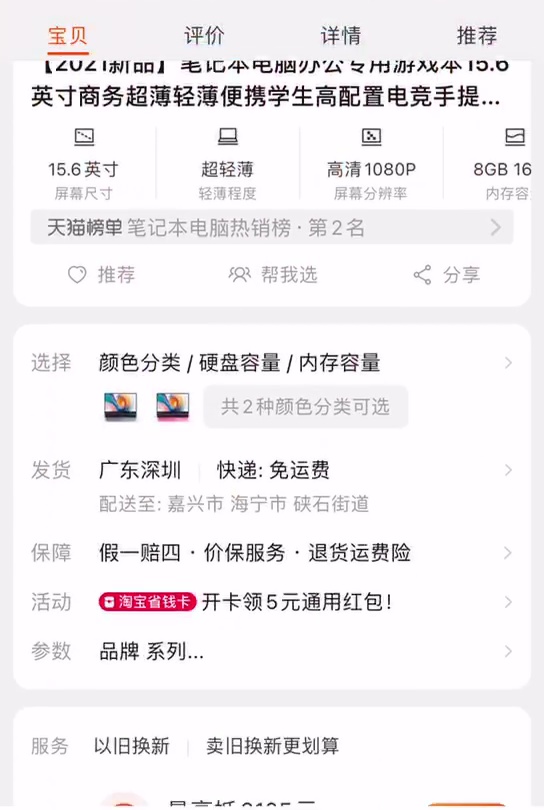 宝贝 评价 详情 推荐
【2021新品】笔记本电脑办公专用游戏本15.6
英寸商务超薄轻薄便携学生高配置电竞手提...
15.6英寸 超轻薄 高清1080P 8GB 16
屏幕尺寸 轻薄程度 屏幕分辨率 内存容
天猫榜单 笔记本电脑热销榜·第2名
推荐 帮我选 分享
选择 颜色分类 / 硬盘容量 / 内存容量
共2种颜色分类可选
发货 广东深圳 快递: 免运费
配送至: 嘉兴市 海宁市 硖石街道
保障 假一赔四 · 价保服务 · 退货运费险
活动 淘宝省钱卡 开卡领5元通用红包!
参数 品牌 系列...
服务 以旧换新 卖旧换新更划算